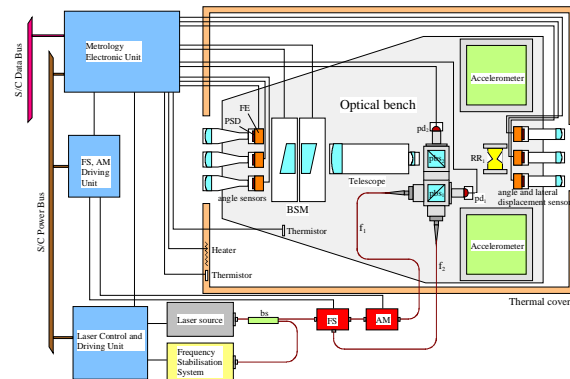 S/C Data Bus
S/C Power Bus
Metrology
Electronic Unit
FS, AM
Driving
Unit
Laser Control and
Driving Unit
Laser source
Frequency
Stabilisation
System
bs
FS
AM
FE
PSD
angle sensors
BSM
Optical bench
Telescope
pd2
pbs2
pbs1
pd1
RR1
Accelerometer
Accelerometer
angle and lateral
displacement sensor
Thermistor
Heater
Thermistor
f1
f2
Thermal cover